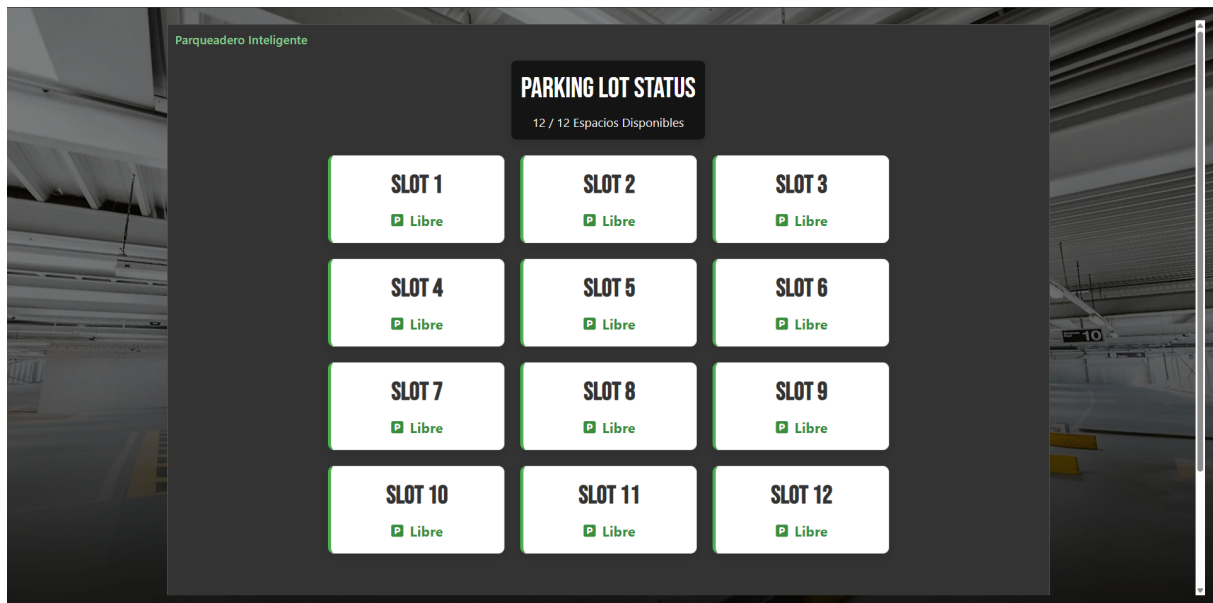 Parqueadero Inteligente
PARKING LOT STATUS
12 / 12 Espacios Disponibles
SLOT 1
SLOT 2
SLOT 3
P Libre
P Libre
P Libre
SLOT 4
SLOT 5
SLOT 6
P Libre
P Libre
P Libre
10
SLOT 7
SLOT 8
SLOT 9
P Libre
P Libre
P Libre
SLOT 10
SLOT 11
SLOT 12
P Libre
P Libre
P Libre